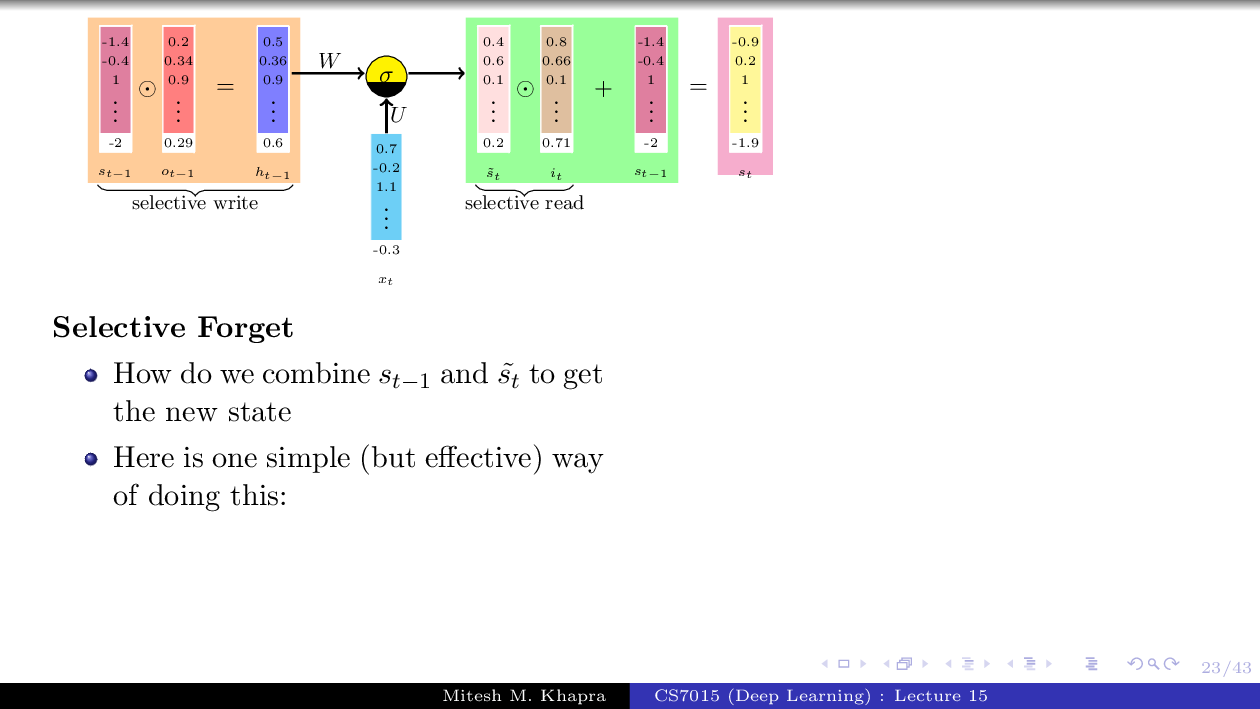 -1.4 0.2 0.5 0.4 0.8 -1.4 -0.9
-0.4 0.34 0.36 W 0.6 0.66 -0.4 0.2
1 ⊙ 0.9 = 0.9 σ 0.1 ⊙ 0.1 + 1 = 1
⋮ ⋮ ⋮ U ⋮ ⋮ ⋮ ⋮
-2 0.29 0.6 0.2 0.71 -2 -1.9
s_{t−1} o_{t−1} h_{t−1} s̃_t i_t s_{t−1} s_t
selective write selective read
0.7
-0.2
1.1
⋮
-0.3
x_t
Selective Forget
How do we combine s_{t−1} and s̃_t to get
the new state
Here is one simple (but effective) way
of doing this:
23/43
Mitesh M. Khapra CS7015 (Deep Learning) : Lecture 15